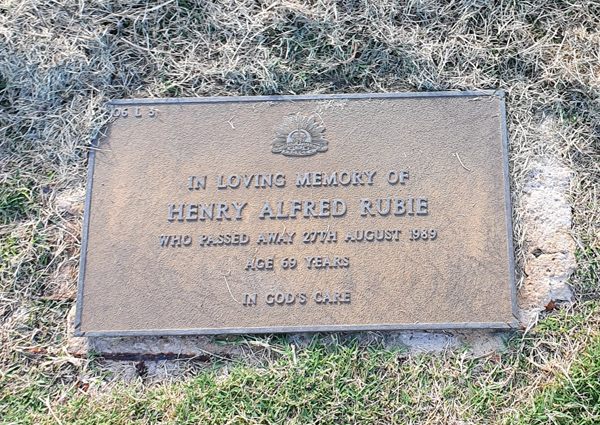 106 L S
IN LOVING MEMORY OF
HENRY ALFRED RUBIE
WHO PASSED AWAY 27TH AUGUST 1989
AGE 69 YEARS
IN GOD'S CARE